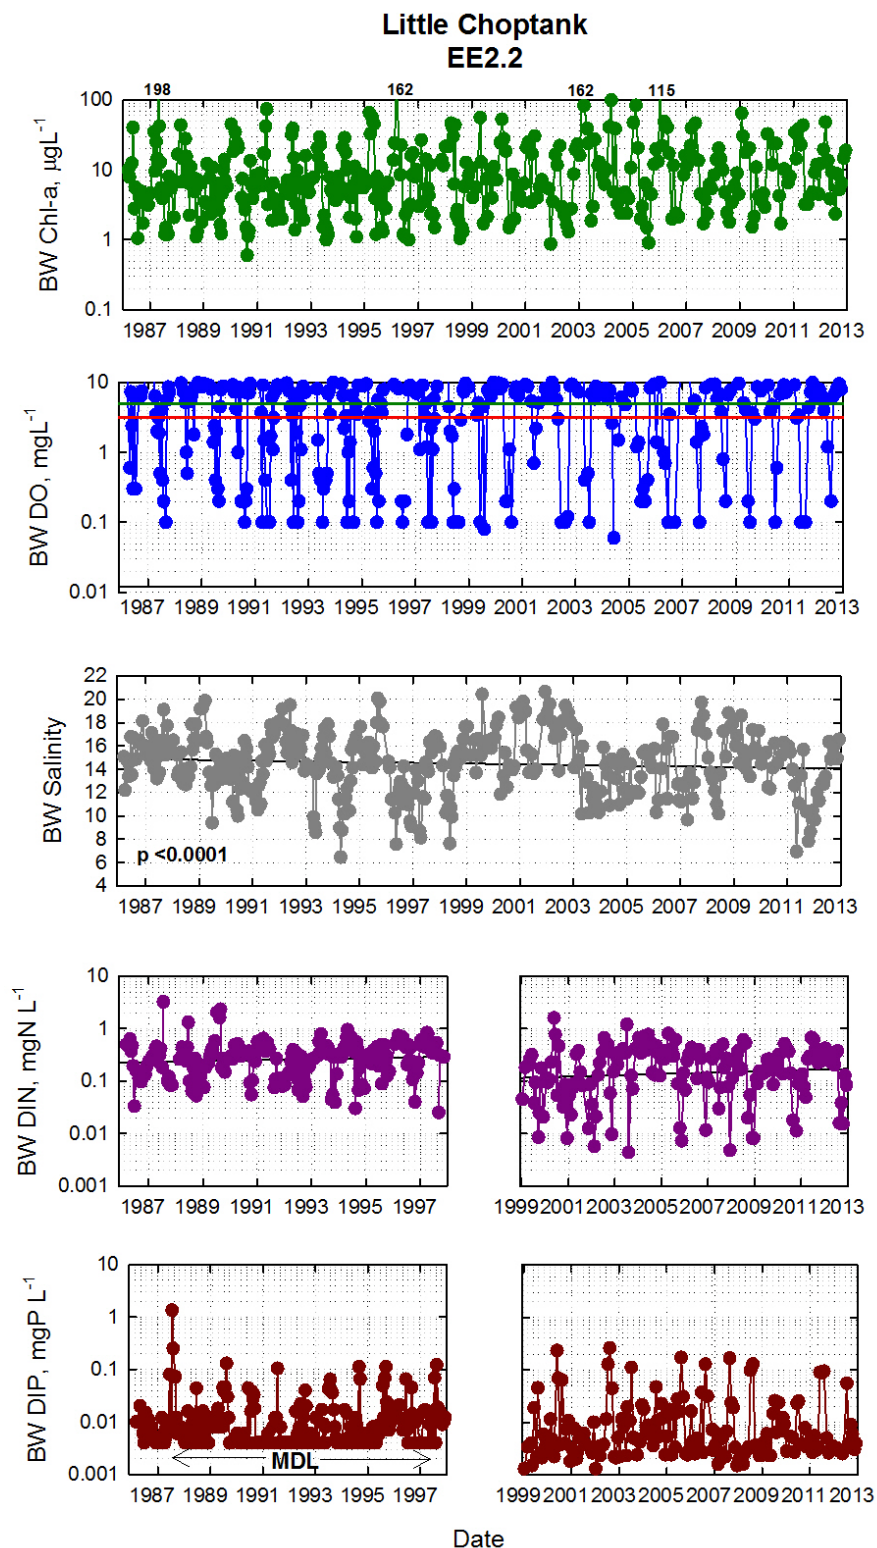 Little Choptank
EE2.2
198 162 162 115
BW Chl-a, µgL⁻¹
100
10
1
0.1
1987 1989 1991 1993 1995 1997 1999 2001 2003 2005 2007 2009 2011 2013
BW DO, mgL⁻¹
10
1
0.1
0.01
1987 1989 1991 1993 1995 1997 1999 2001 2003 2005 2007 2009 2011 2013
BW Salinity
22
20
18
16
14
12
10
8
6
4
p <0.0001
1987 1989 1991 1993 1995 1997 1999 2001 2003 2005 2007 2009 2011 2013
BW DIN, mgN L⁻¹
10
1
0.1
0.01
0.001
1987 1989 1991 1993 1995 1997
1999 2001 2003 2005 2007 2009 2011 2013
BW DIP, mgP L⁻¹
10
1
0.1
0.01
0.001
MDL
1987 1989 1991 1993 1995 1997
1999 2001 2003 2005 2007 2009 2011 2013
Date